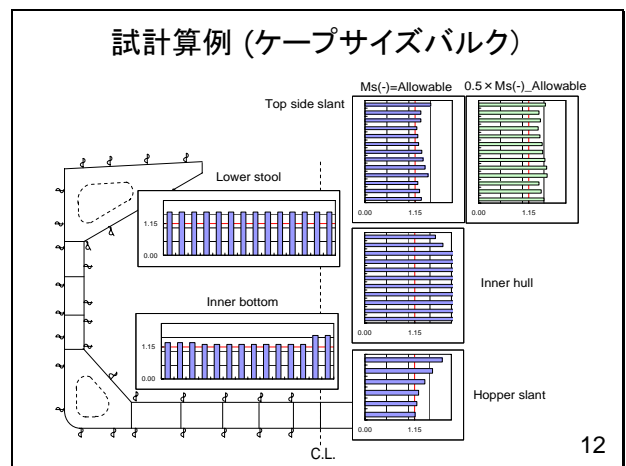 試計算例 (ケープサイズバルク)
Ms(-)=Allowable 0.5×Ms(-)_Allowable
Top side slant
0.00 1.15
0.00 1.15
Lower stool
1.15
0.00
Inner hull
0.00 1.15
Inner bottom
1.15
0.00
Hopper slant
0.00 1.15
C.L.
12